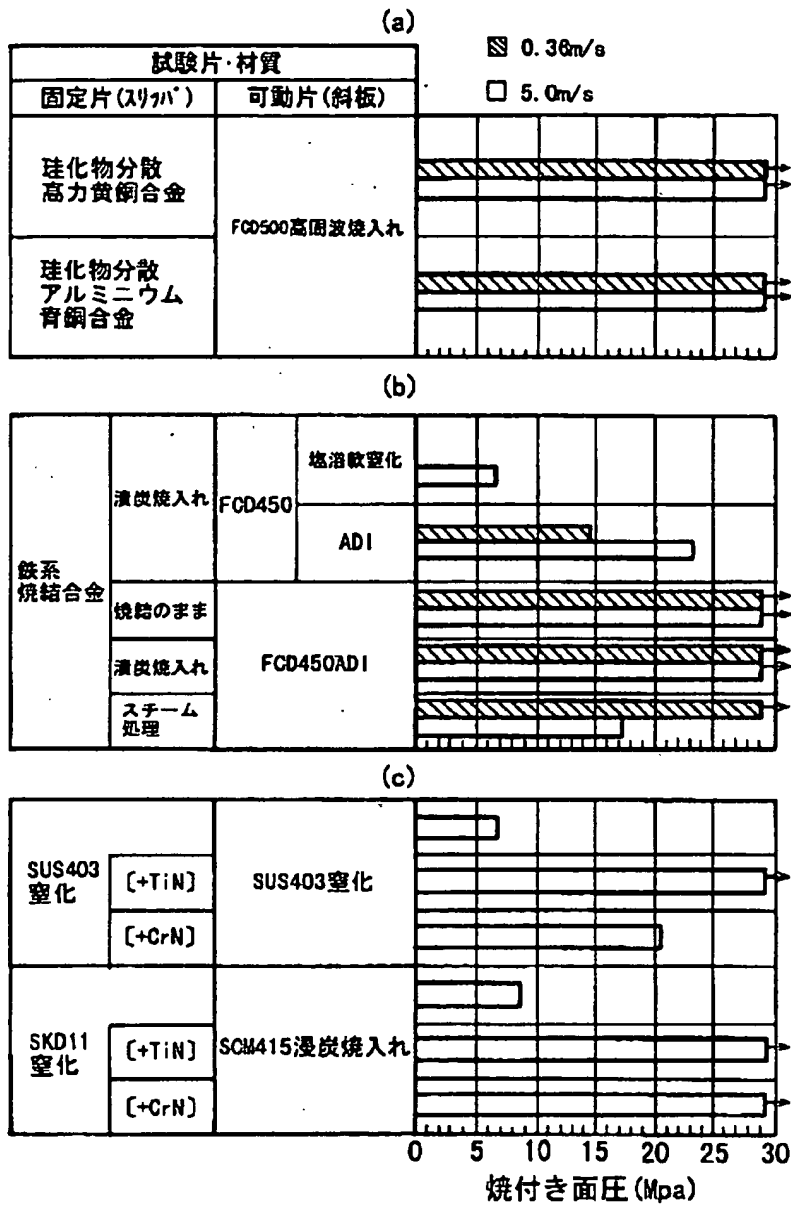 (a)
0.36m/s
5.0m/s
試験片・材質
固定片(ｽﾘｯﾊﾟ)
可動片(斜板)
珪化物分散
高力黄銅合金
FCD500高周波焼入れ
珪化物分散
アルミニウム
青銅合金
(b)
鉄系
焼結合金
浸炭焼入れ
FCD450
塩浴軟窒化
ADI
焼結のまま
浸炭焼入れ
スチーム
処理
FCD450ADI
(c)
SUS403
窒化
[+TiN]
[+CrN]
SUS403窒化
SKD11
窒化
[+TiN]
[+CrN]
SCM415浸炭焼入れ
0 5 10 15 20 25 30
焼付き面圧(Mpa)